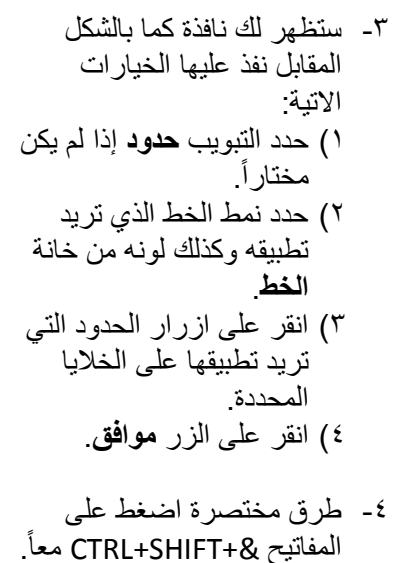 ٣- ستظهر لك نافذة كما بالشكل
المقابل نفذ عليها الخيارات
الاتية:
١) حدد التبويب حدود إذا لم يكن
مختاراً.
٢) حدد نمط الخط الذي تريد
تطبيقه وكذلك لونه من خانة
الخط.
٣) انقر على ازرار الحدود التي
تريد تطبيقها على الخلايا
المحددة.
٤) انقر على الزر موافق.
٤- طرق مختصرة اضغط على
المفاتيح CTRL+SHIFT+& معاً.